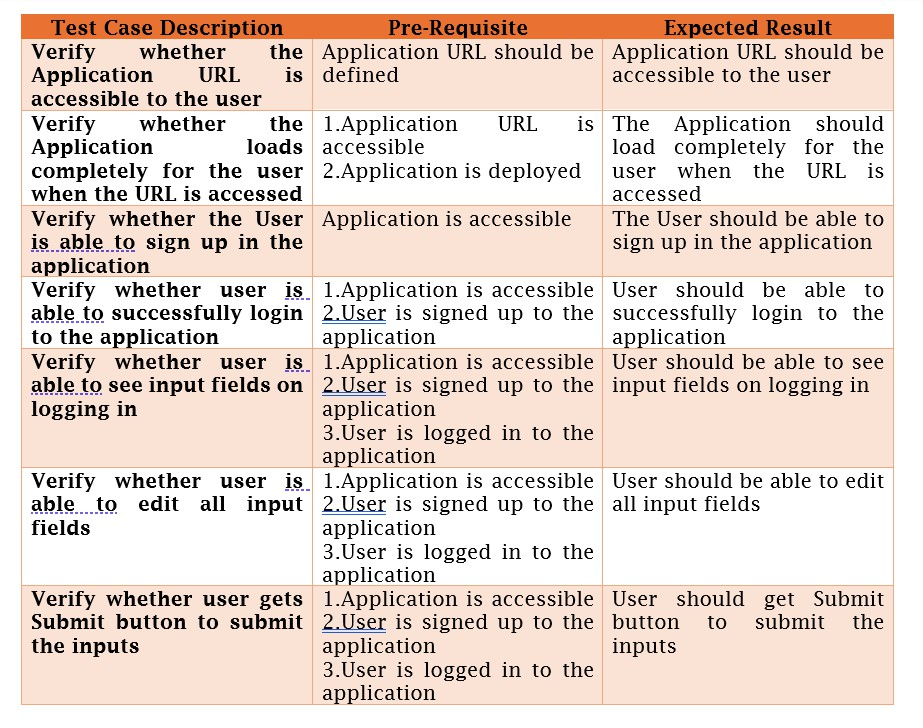 Test Case Description
Pre-Requisite
Expected Result
Verify whether the
Application URL is
accessible to the user
Application URL should be
defined
Application URL should be
accessible to the user
Verify whether the
Application loads
completely for the user
when the URL is accessed
1.Application URL is
accessible
2.Application is deployed
The Application should
load completely for the
user when the URL is
accessed
Verify whether the User
is able to sign up in the
application
Application is accessible
The User should be able to
sign up in the application
Verify whether user is
able to successfully login
to the application
1.Application is accessible
2.User is signed up to the
application
User should be able to
successfully login to the
application
Verify whether user is
able to see input fields on
logging in
1.Application is accessible
2.User is signed up to the
application
3.User is logged in to the
application
User should be able to see
input fields on logging in
Verify whether user is
able to edit all input
fields
1.Application is accessible
2.User is signed up to the
application
3.User is logged in to the
application
User should be able to edit
all input fields
Verify whether user gets
Submit button to submit
the inputs
1.Application is accessible
2.User is signed up to the
application
3.User is logged in to the
application
User should get Submit
button to submit the
inputs